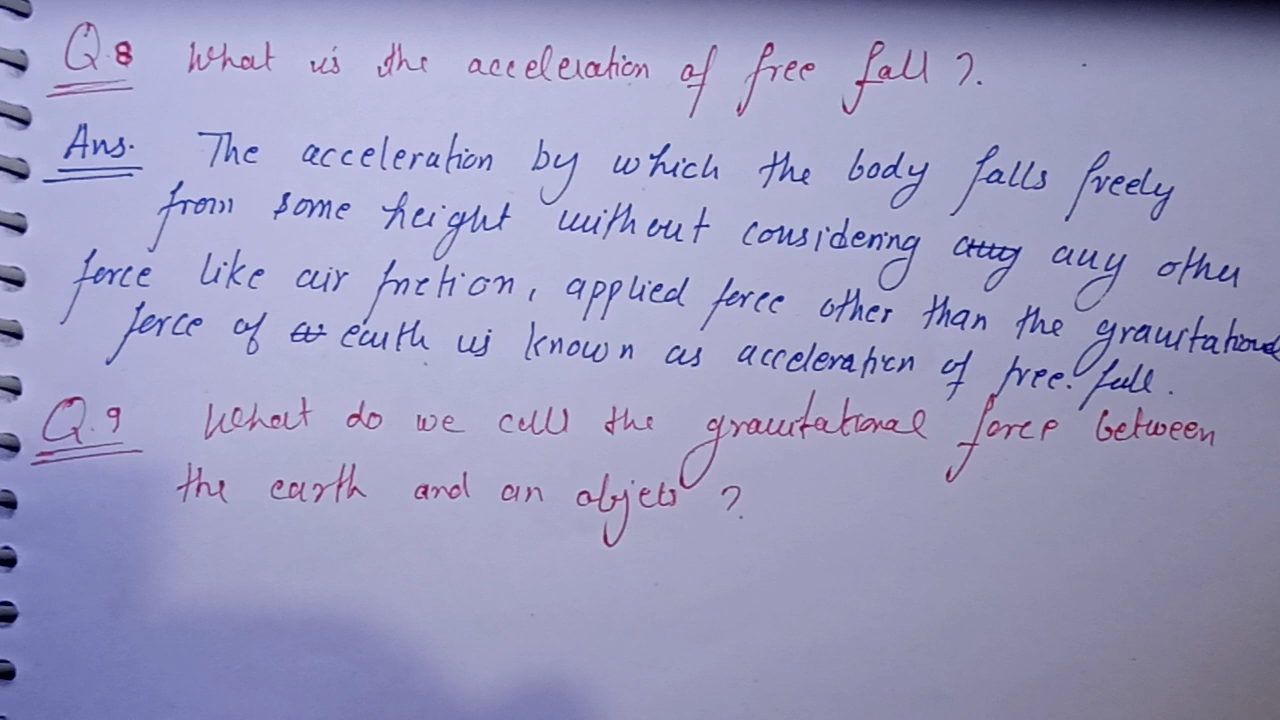 Q.8 What is the acceleration of free fall ?.
Ans. The acceleration by which the body falls freely
from some height without considering any any other
force like air friction, applied force other than the gravitational
force of earth is known as acceleration of free. fall.
Q.9 What do we call the gravitational force between
the earth and an objets ?